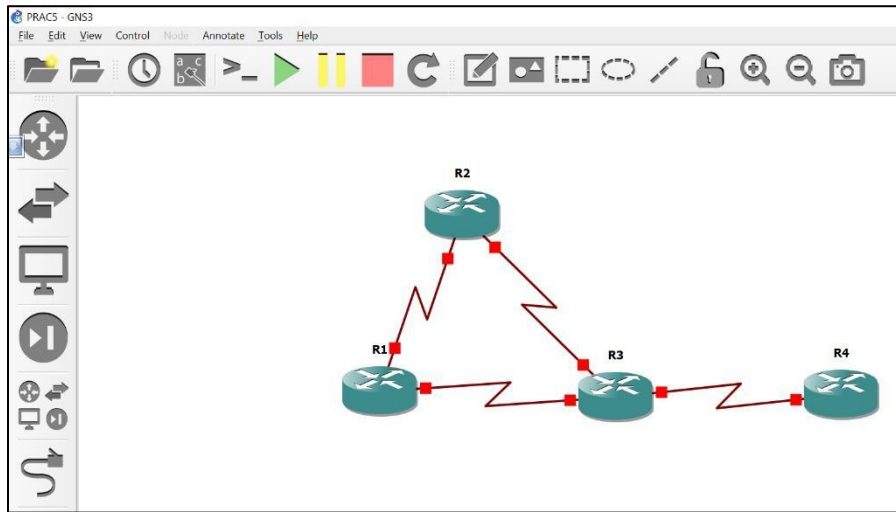 PRAC5 - GNS3
File Edit View Control Node Annotate Tools Help
a c
b
>_
R2
R1
R3
R4